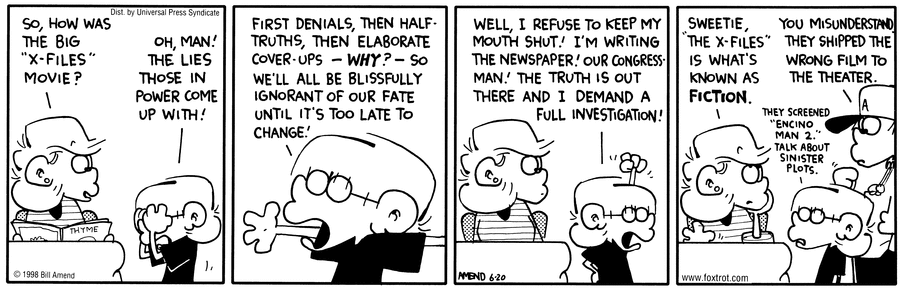 Dist. by Universal Press Syndicate
SO, HOW WAS
THE BIG
"X-FILES"
MOVIE?
OH, MAN!
THE LIES
THOSE IN
POWER COME
UP WITH!
THYME
© 1998 Bill Amend
FIRST DENIALS, THEN HALF-
TRUTHS, THEN ELABORATE
COVER-UPS — WHY? — SO
WE'LL ALL BE BLISSFULLY
IGNORANT OF OUR FATE
UNTIL IT'S TOO LATE TO
CHANGE!
WELL, I REFUSE TO KEEP MY
MOUTH SHUT! I'M WRITING
THE NEWSPAPER! OUR CONGRESS-
MAN! THE TRUTH IS OUT
THERE AND I DEMAND A
FULL INVESTIGATION!
AMEND 6-20
SWEETIE,
"THE X-FILES"
IS WHAT'S
KNOWN AS
FICTION.
YOU MISUNDERSTAND.
THEY SHIPPED THE
WRONG FILM TO
THE THEATER.
A
THEY SCREENED
"ENCINO
MAN 2."
TALK ABOUT
SINISTER
PLOTS.
www.foxtrot.com